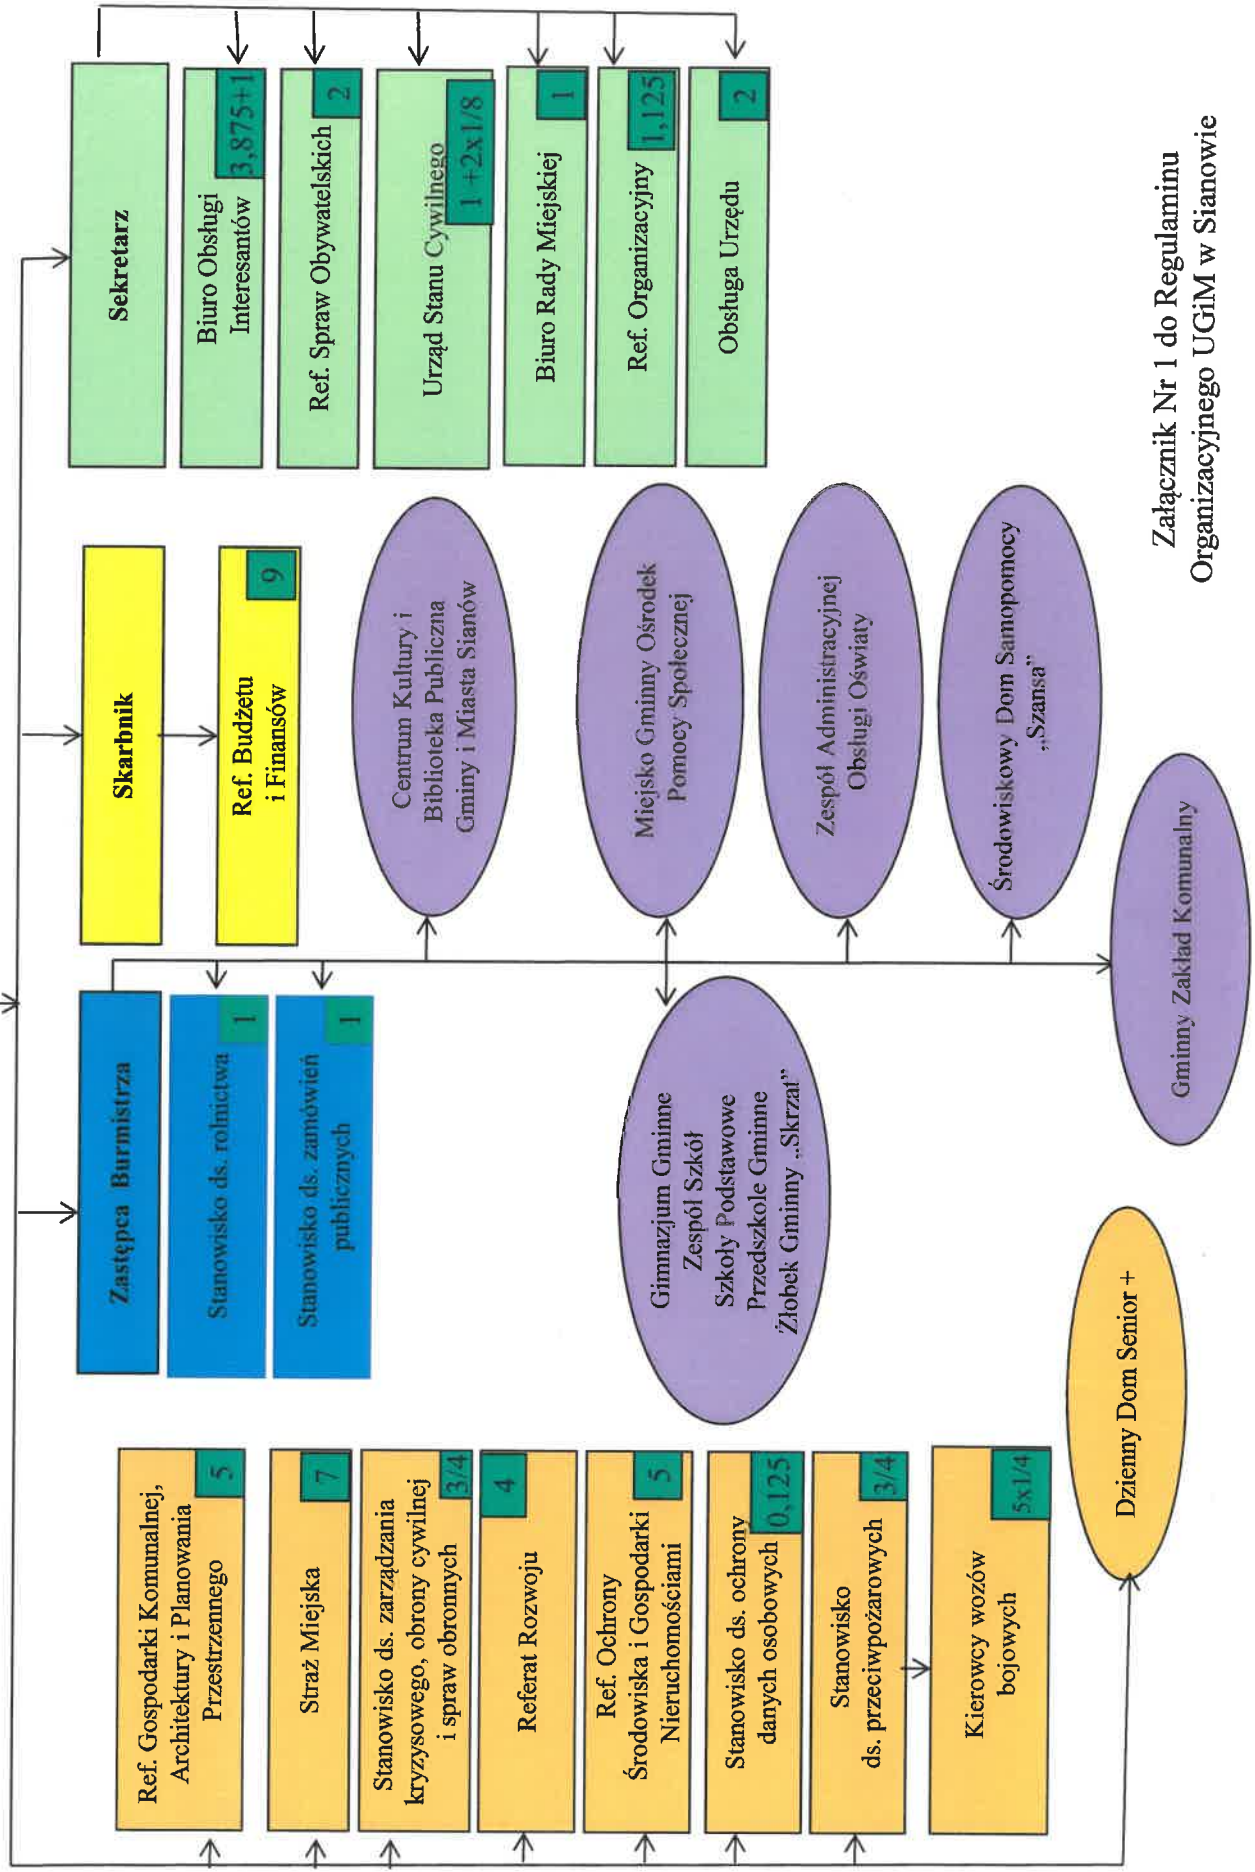 Ref. Gospodarki Komunalnej,
Architektury i Planowania
Przestrzennego
5
Straż Miejska
7
Stanowisko ds. zarządzania
kryzysowego, obrony cywilnej
i spraw obronnych
3/4
Referat Rozwoju
4
Ref. Ochrony
Środowiska i Gospodarki
Nieruchomościami
5
Stanowisko ds. ochrony
danych osobowych
0,125
Stanowisko
ds. przeciwpożarowych
3/4
Kierowcy wozów
bojowych
5x1/4
Dzienny Dom Senior +
Zastępca Burmistrza
Stanowisko ds. rolnictwa
1
Stanowisko ds. zamówień
publicznych
1
Gimnazjum Gminne
Zespół Szkół
Szkoły Podstawowe
Przedszkole Gminne
Żłobek Gminny „Skrzat”
Skarbnik
Ref. Budżetu
i Finansów
9
Centrum Kultury i
Biblioteka Publiczna
Gminy i Miasta Sianów
Miejsko Gminny Ośrodek
Pomocy Społecznej
Zespół Administracyjnej
Obsługi Oświaty
Środowiskowy Dom Samopomocy
„Szansa”
Gminny Zakład Komunalny
Sekretarz
Biuro Obsługi
Interesantów
3,875+1
Ref. Spraw Obywatelskich
2
Urząd Stanu Cywilnego
1 +2x1/8
Biuro Rady Miejskiej
1
Ref. Organizacyjny
1,125
Obsługa Urzędu
2
Załącznik Nr 1 do Regulaminu
Organizacyjnego UGiM w Sianowie